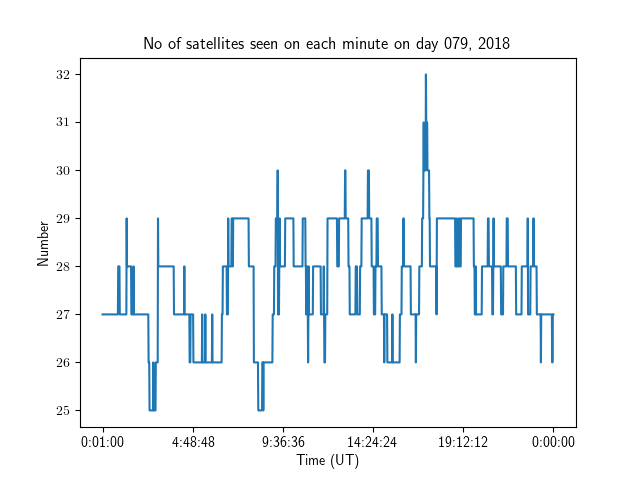 No of satellites seen on each minute on day 079, 2018
32
31
30
29
28
27
26
25
Number
0:01:00 4:48:48 9:36:36 14:24:24 19:12:12 0:00:00
Time (UT)